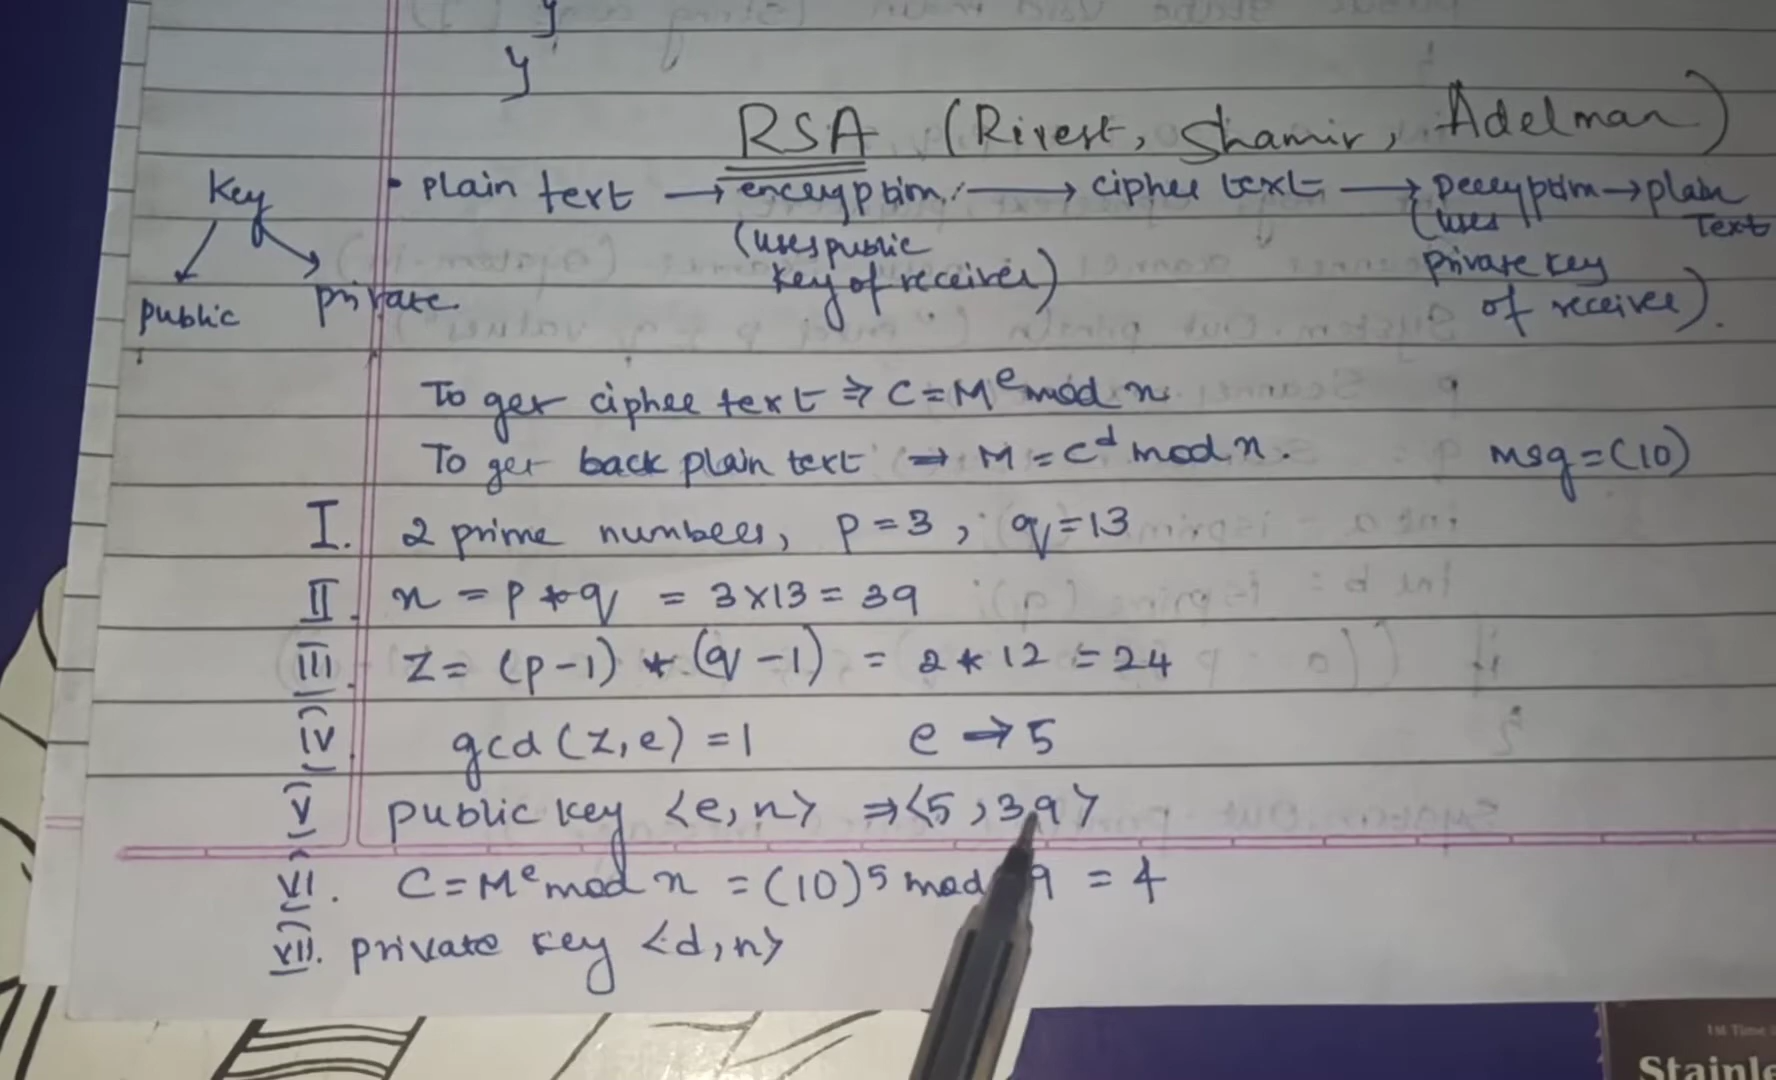 y
y
RSA (Rivest, Shamir, Adelman)
Key
• plain text → encryption → cipher text → Decryption → plain Text
(uses public key of receiver)
(uses private key of receiver).
public private
To get cipher text ⇒ C = M^e mod n
To get back plain text → M = C^d mod n.
msg = (10)
I. 2 prime numbers, p = 3, q = 13
II. n = p * q = 3 x 13 = 39
III. z = (p-1) * (q-1) = 2 * 12 = 24
IV. gcd (z, e) = 1 e → 5
V. public key <e, n> ⇒ <5, 39>
VI. C = M^e mod n = (10)^5 mod 9 = 4
VII. private key <d, n>
1st Time
Stainle